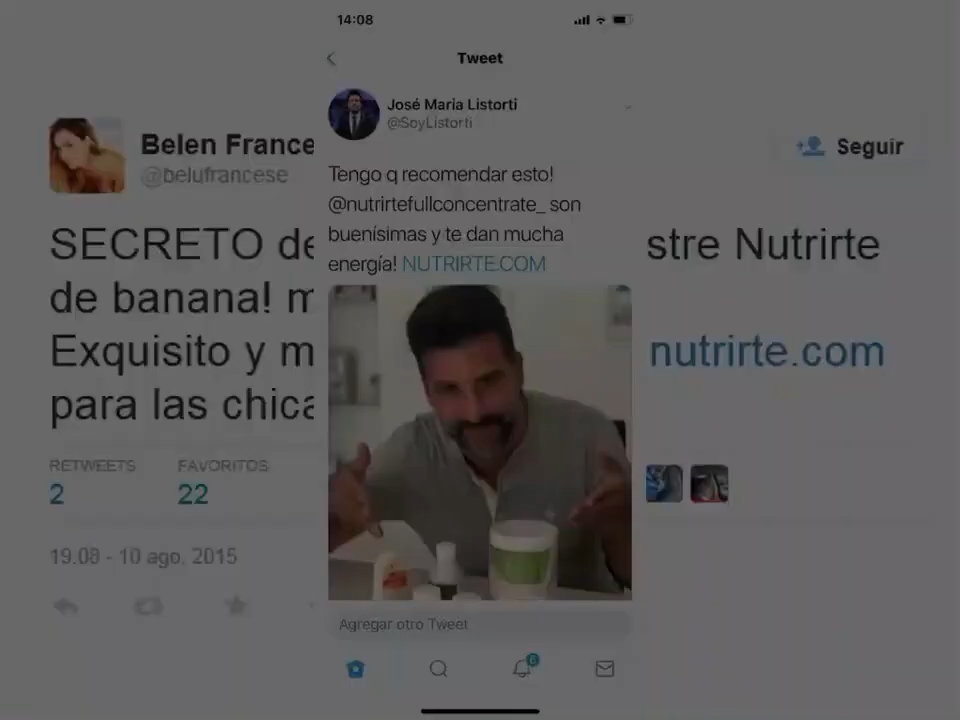 14:08
Tweet
José Maria Listorti
@SoyListorti
Tengo q recomendar esto!
@nutrirtefullconcentrate_ son
buenísimas y te dan mucha
energía! NUTRIRTE.COM
Agregar otro Tweet
6
Belen France
@belufrancese
Seguir
SECRETO de stre Nutrirte
de banana! m
Exquisito y m nutrirte.com
para las chica
RETWEETS FAVORITOS
2 22
19.08 - 10 ago. 2015